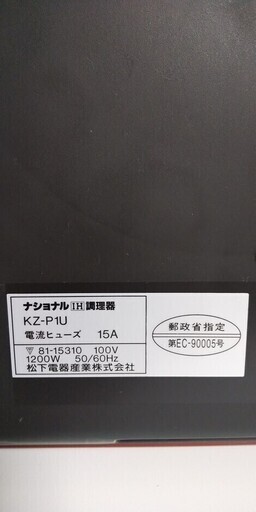 ナショナル IH 調理器
KZ-P1U
電流ヒューズ 15A
▽ 81-15310 100V
1200W 50/60Hz
松下電器産業株式会社
郵政省指定
第EC-90005号